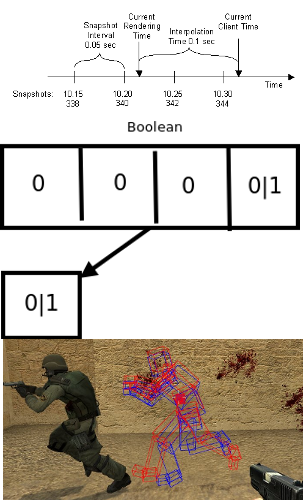 Snapshot
Interval
0.05 sec
Current
Rendering
Time
Interpolation
Time 0.1 sec
Current
Client Time
Time
Snapshots:
10.15
338
10.20
340
10.25
342
10.30
344
Boolean
0
0
0
0|1
0|1